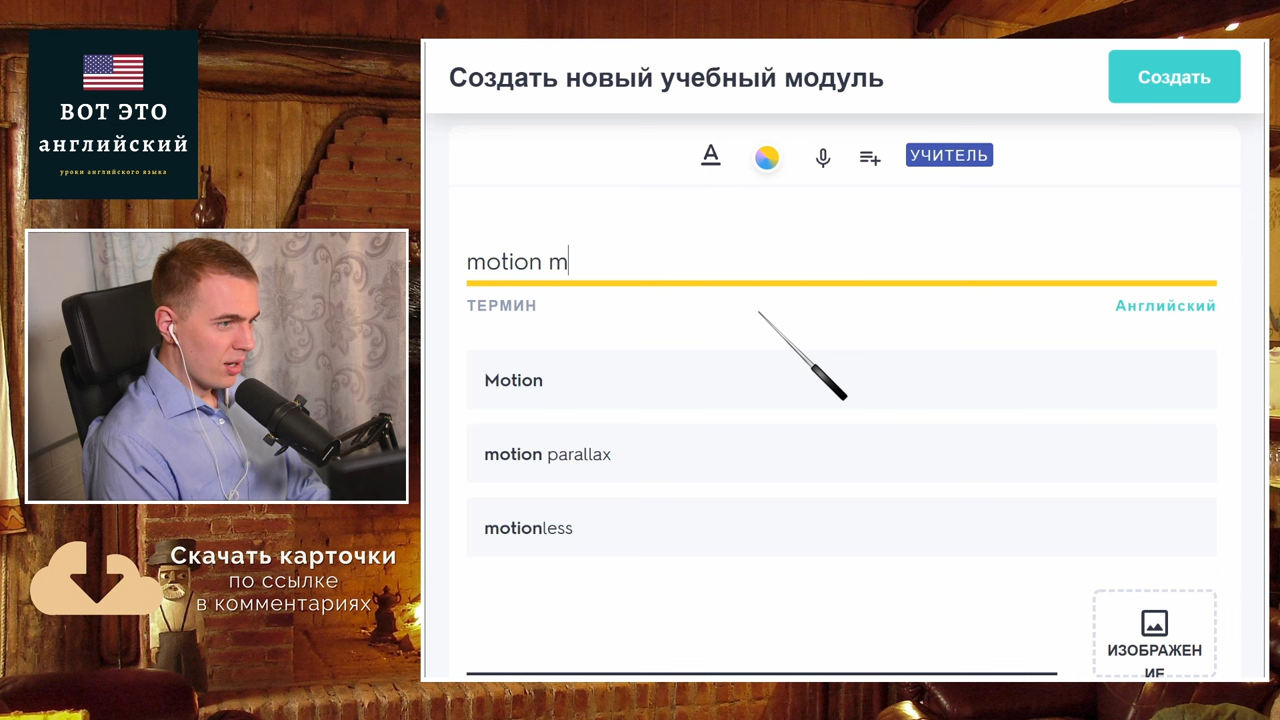 ВОТ ЭТО
английский
уроки английского языка
Скачать карточки
по ссылке
в комментариях
Создать новый учебный модуль
Создать
УЧИТЕЛЬ
motion m
ТЕРМИН
Английский
Motion
motion parallax
motionless
ИЗОБРАЖЕН
ИЕ